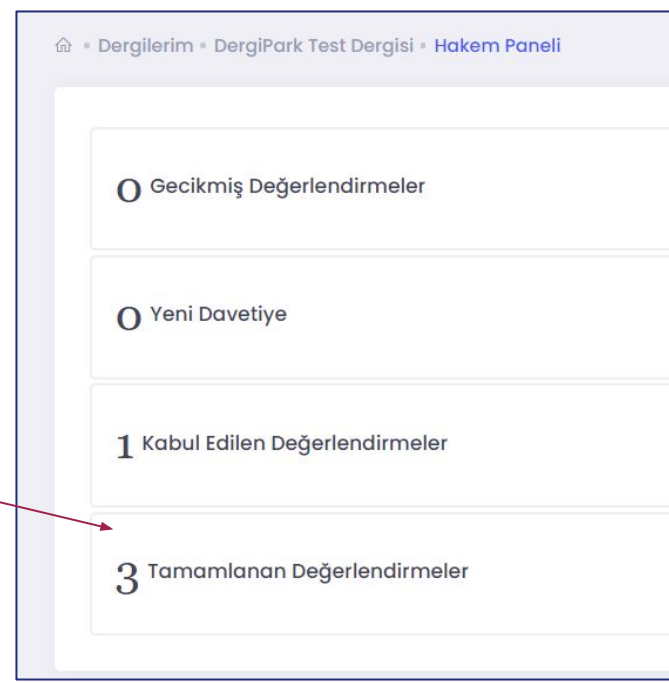 Dergilerim • DergiPark Test Dergisi • Hakem Paneli
0 Gecikmiş Değerlendirmeler
0 Yeni Davetiye
1 Kabul Edilen Değerlendirmeler
3 Tamamlanan Değerlendirmeler